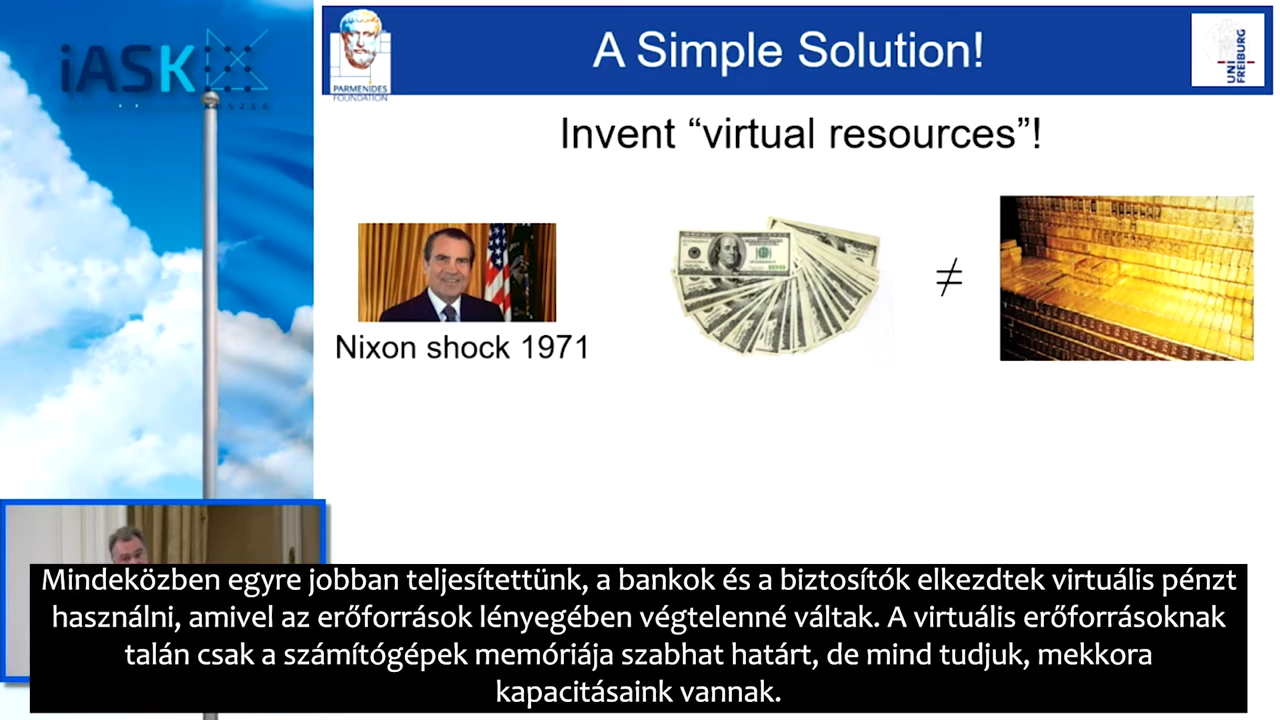 iASK
KŐSZEG
PARMENIDES
FOUNDATION
A Simple Solution!
UNI
FREIBURG
Invent “virtual resources”!
Nixon shock 1971
≠
Mindeközben egyre jobban teljesítettünk, a bankok és a biztosítók elkezdtek virtuális pénzt
használni, amivel az erőforrások lényegében végtelenné váltak. A virtuális erőforrásoknak
talán csak a számítógépek memóriája szabhat határt, de mind tudjuk, mekkora
kapacitásaink vannak.